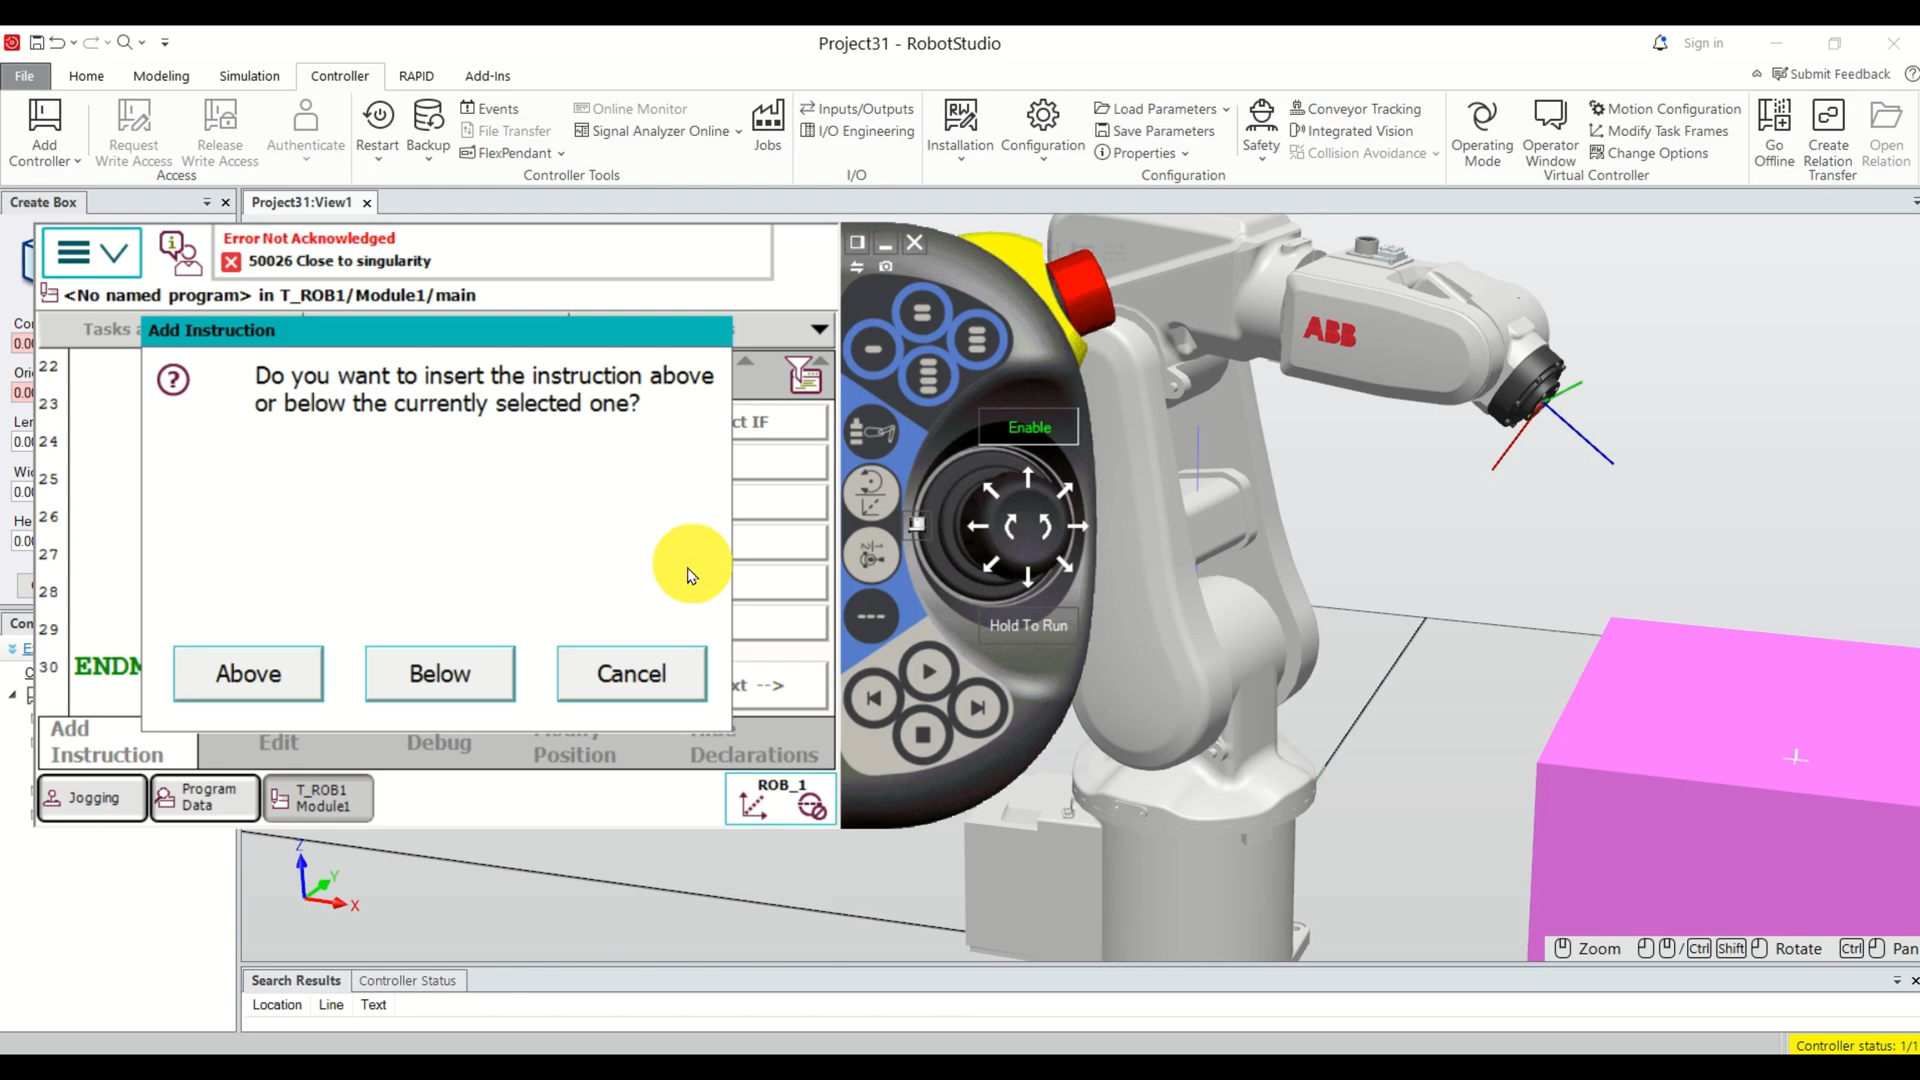 Project31 - RobotStudio
Sign in
File
Home
Modeling
Simulation
Controller
RAPID
Add-Ins
Submit Feedback
Add
Controller
Request
Write Access
Release
Write Access
Authenticate
Access
Restart
Backup
Events
File Transfer
FlexPendant
Online Monitor
Signal Analyzer Online
Jobs
Controller Tools
Inputs/Outputs
I/O Engineering
I/O
Installation
Configuration
Load Parameters
Save Parameters
Properties
Safety
Conveyor Tracking
Integrated Vision
Collision Avoidance
Configuration
Operating
Mode
Operator
Window
Motion Configuration
Modify Task Frames
Change Options
Virtual Controller
Go
Offline
Create
Relation
Open
Relation
Transfer
Create Box
Project31:View1
Error Not Acknowledged
50026 Close to singularity
<No named program> in T_ROB1/Module1/main
Tasks
Add Instruction
Do you want to insert the instruction above
or below the currently selected one?
Above
Below
Cancel
22
23
24
25
26
27
28
29
30
ct IF
xt -->
Add
Instruction
Edit
Debug
Modify
Position
Hide
Declarations
Jogging
Program
Data
T_ROB1
Module1
ROB_1
Enable
Hold To Run
ABB
Z
Y
X
Zoom
/ Ctrl Shift
Rotate
Ctrl
Pan
Search Results
Controller Status
Location
Line
Text
Controller status: 1/1